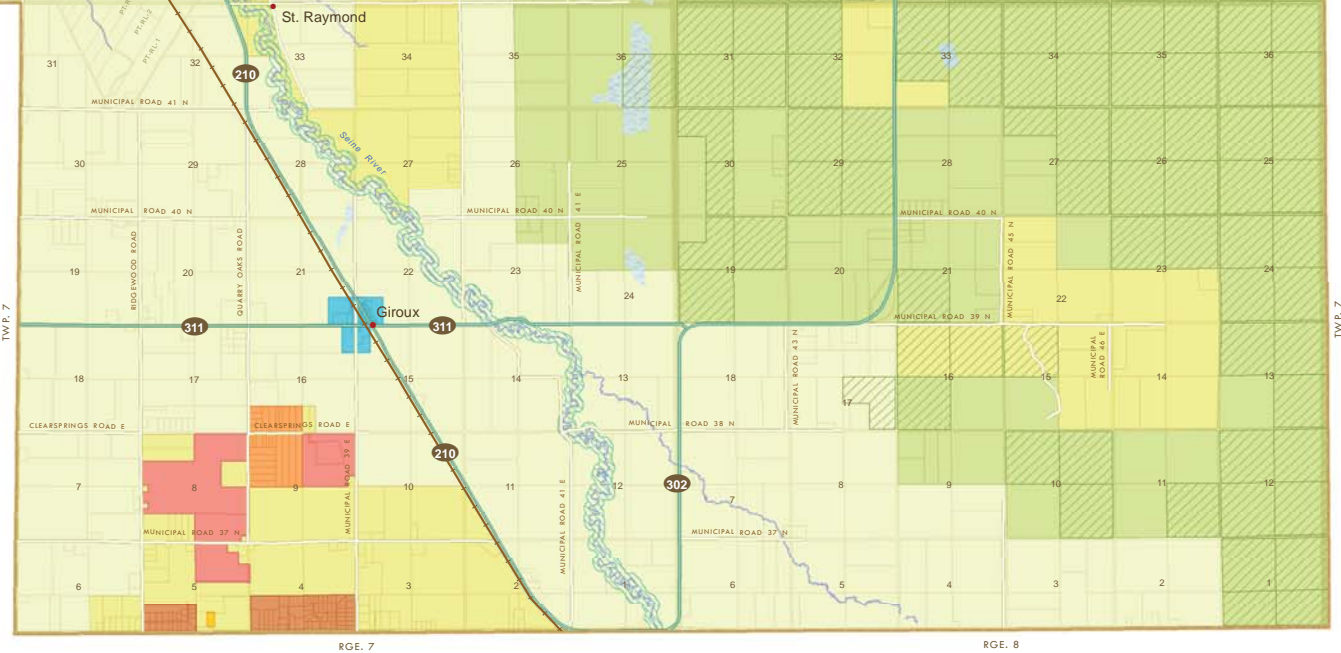 St. Raymond
PT-RL-2
PT-RL-1
31
32
33
34
35
36
31
32
33
34
35
36
210
MUNICIPAL ROAD 41 N
Seine River
30
29
28
27
26
25
30
29
28
27
26
25
MUNICIPAL ROAD 40 N
MUNICIPAL ROAD 40 N
MUNICIPAL ROAD 40 N
RIDGEWOOD ROAD
QUARRY OAKS ROAD
MUNICIPAL ROAD 41 E
MUNICIPAL ROAD 45 N
19
20
21
22
23
24
19
20
21
22
23
24
TWP. 7
TWP. 7
Giroux
311
311
MUNICIPAL ROAD 39 N
18
17
16
15
14
13
18
17
16
15
14
13
MUNICIPAL ROAD 43 N
MUNICIPAL ROAD 46 E
CLEARSPRINGS ROAD E
CLEARSPRINGS ROAD E
MUNICIPAL ROAD 38 N
MUNICIPAL ROAD 39 E
210
302
7
8
9
10
11
12
7
8
9
10
11
12
MUNICIPAL ROAD 41 E
MUNICIPAL ROAD 37 N
MUNICIPAL ROAD 37 N
6
5
4
3
2
1
6
5
4
3
2
1
RGE. 7
RGE. 8